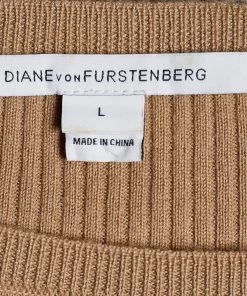 DIANE VON FURSTENBERG
L
MADE IN CHINA